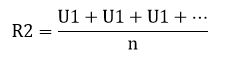 R2 = (U1 + U1 + U1 + ⋯) / n